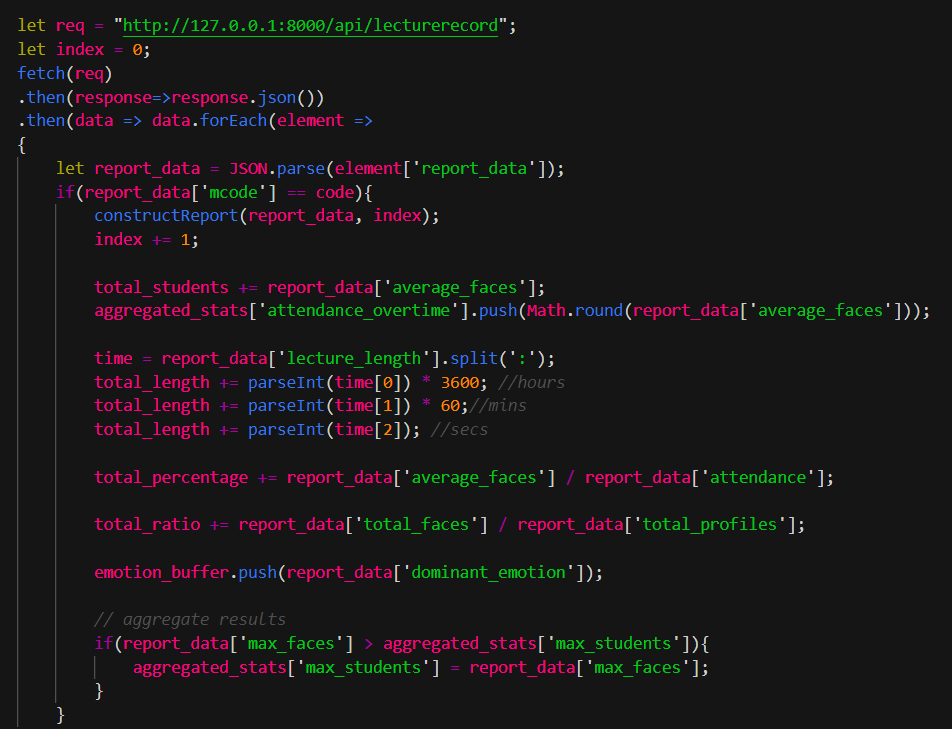 let req = "http://127.0.0.1:8000/api/lecturerecord";
let index = 0;
fetch(req)
.then(response=>response.json())
.then(data => data.forEach(element =>
{
    let report_data = JSON.parse(element['report_data']);
    if(report_data['mcode'] == code){
        constructReport(report_data, index);
        index += 1;

        total_students += report_data['average_faces'];
        aggregated_stats['attendance_overtime'].push(Math.round(report_data['average_faces']));

        time = report_data['lecture_length'].split(':');
        total_length += parseInt(time[0]) * 3600; //hours
        total_length += parseInt(time[1]) * 60;//mins
        total_length += parseInt(time[2]); //secs

        total_percentage += report_data['average_faces'] / report_data['attendance'];

        total_ratio += report_data['total_faces'] / report_data['total_profiles'];

        emotion_buffer.push(report_data['dominant_emotion']);

        // aggregate results
        if(report_data['max_faces'] > aggregated_stats['max_students']){
            aggregated_stats['max_students'] = report_data['max_faces'];
        }
    }